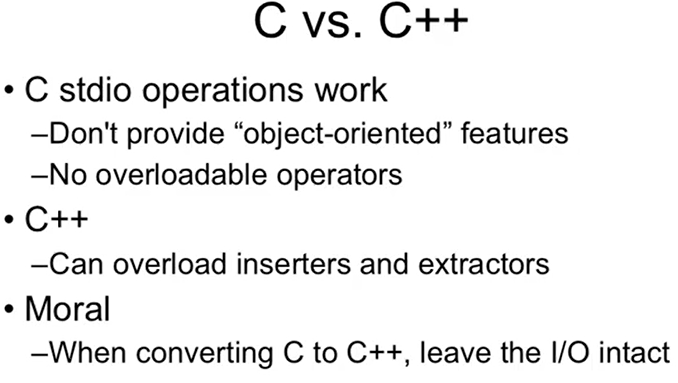 C vs. C++
• C stdio operations work
–Don't provide “object-oriented” features
–No overloadable operators
• C++
–Can overload inserters and extractors
• Moral
–When converting C to C++, leave the I/O intact